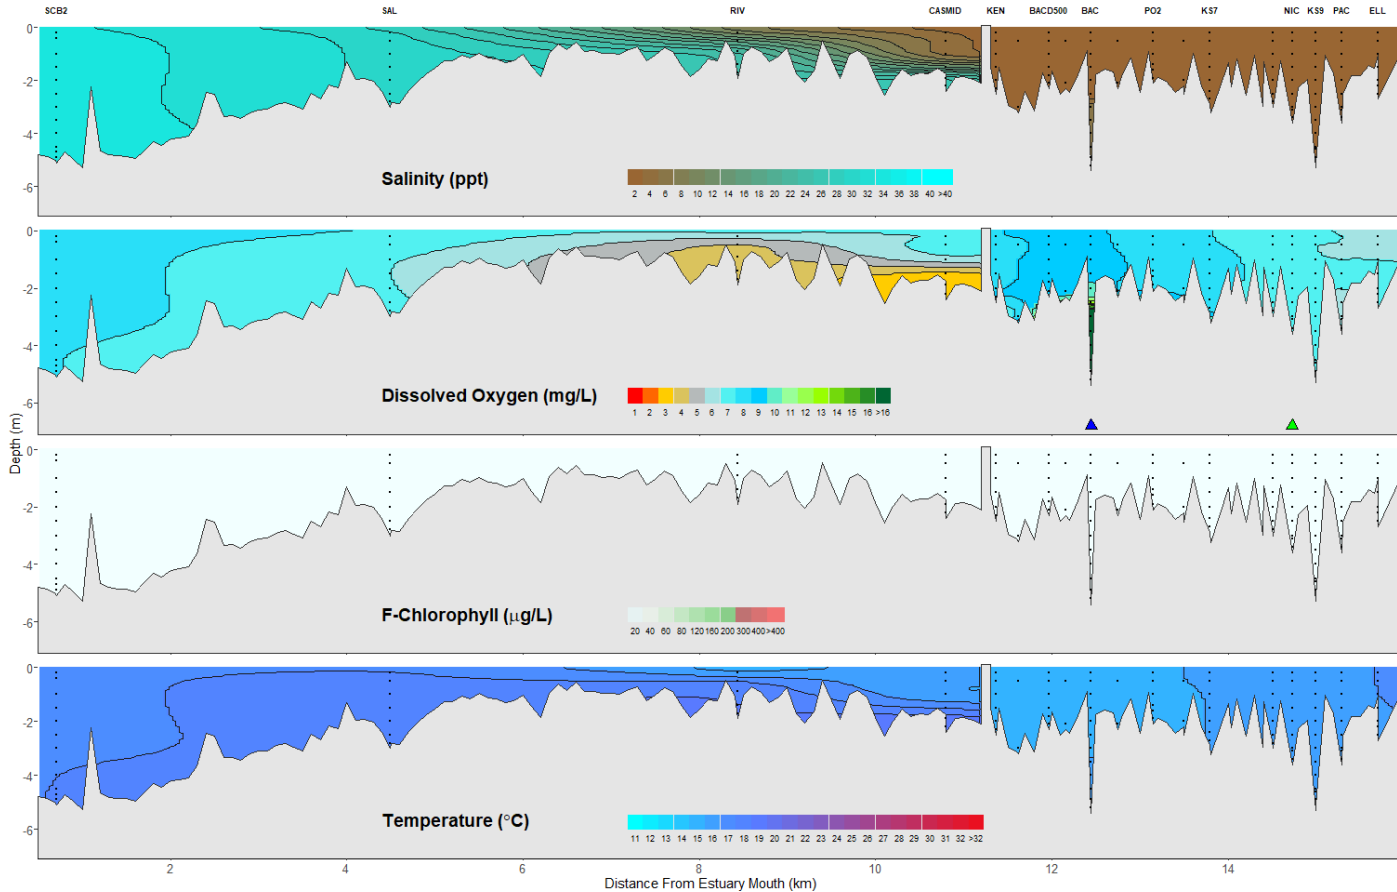 SCB2 SAL RIV CASMID KEN BACD500 BAC PO2 KS7 NIC KS9 PAC ELL
0
-2
-4
-6
Salinity (ppt)
2 4 6 8 10 12 14 16 18 20 22 24 26 28 30 32 34 36 38 40 >40
0
-2
-4
-6
Dissolved Oxygen (mg/L)
1 2 3 4 5 6 7 8 9 10 11 12 13 14 15 16 >16
Depth (m)
0
-2
-4
-6
F-Chlorophyll (μg/L)
20 40 60 80 120 160 200 300 400 >400
0
-2
-4
-6
Temperature (°C)
11 12 13 14 15 16 17 18 19 20 21 22 23 24 25 26 27 28 29 30 31 32 >32
2 4 6 8 10 12 14
Distance From Estuary Mouth (km)